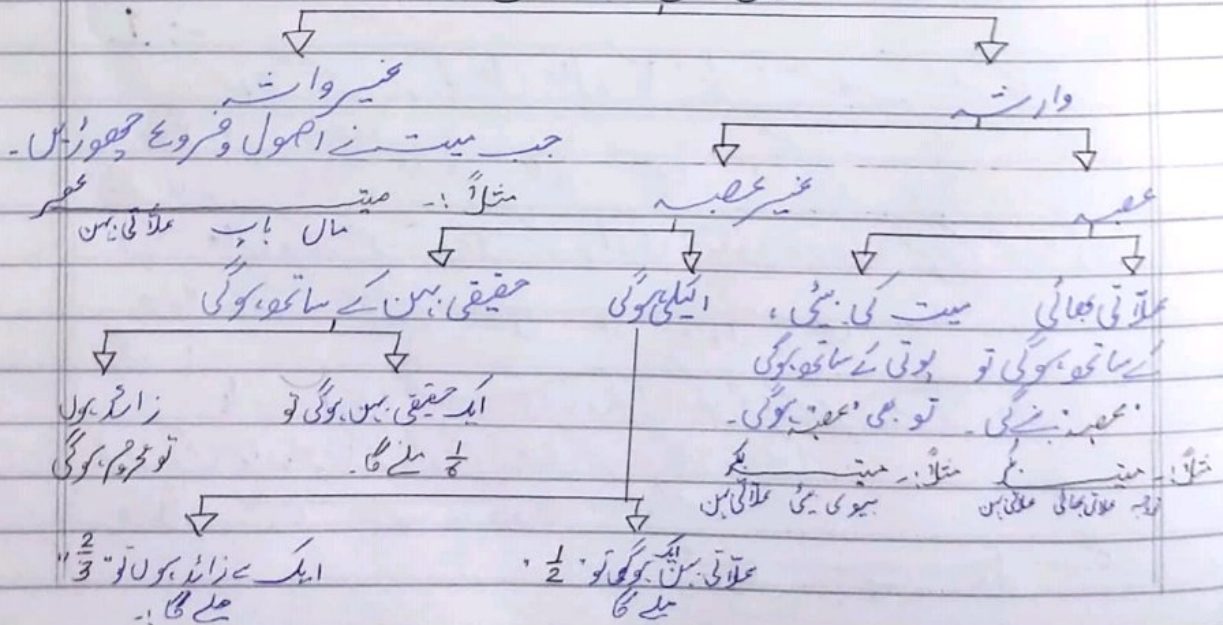 وارثہ
غیر وارثہ
جب میت نے اصول و فروع چھوڑیں۔
عصبہ
غیر عصبہ
مثلاً:۔ میتـــــ
ماں باپ علاتی بہن
علاتی بھائی
کے ساتھ ہوگی تو
"عصبہ" بنے گی۔
مثلاً:۔ میتـــــ بکر
زوجہ علاتی بھائی علاتی بہن
میت کی بیٹی،
پوتی کے ساتھ ہوگی
تو بھی "عصبہ" ہوگی۔
مثلاً:۔ میتـــــ بکر
بیوی بیٹی علاتی بہن
اکیلی ہوگی
حقیقی بہن کے ساتھ ہوگی
ایک حقیقی بہن ہوگی تو
1/6 ملے گا۔
زائد ہوں
تو محروم ہوگی
علاتی بہن ایک ہوگی تو "1/2"
ملے گا
ایک سے زائد ہوں تو "2/3"
ملے گا:۔